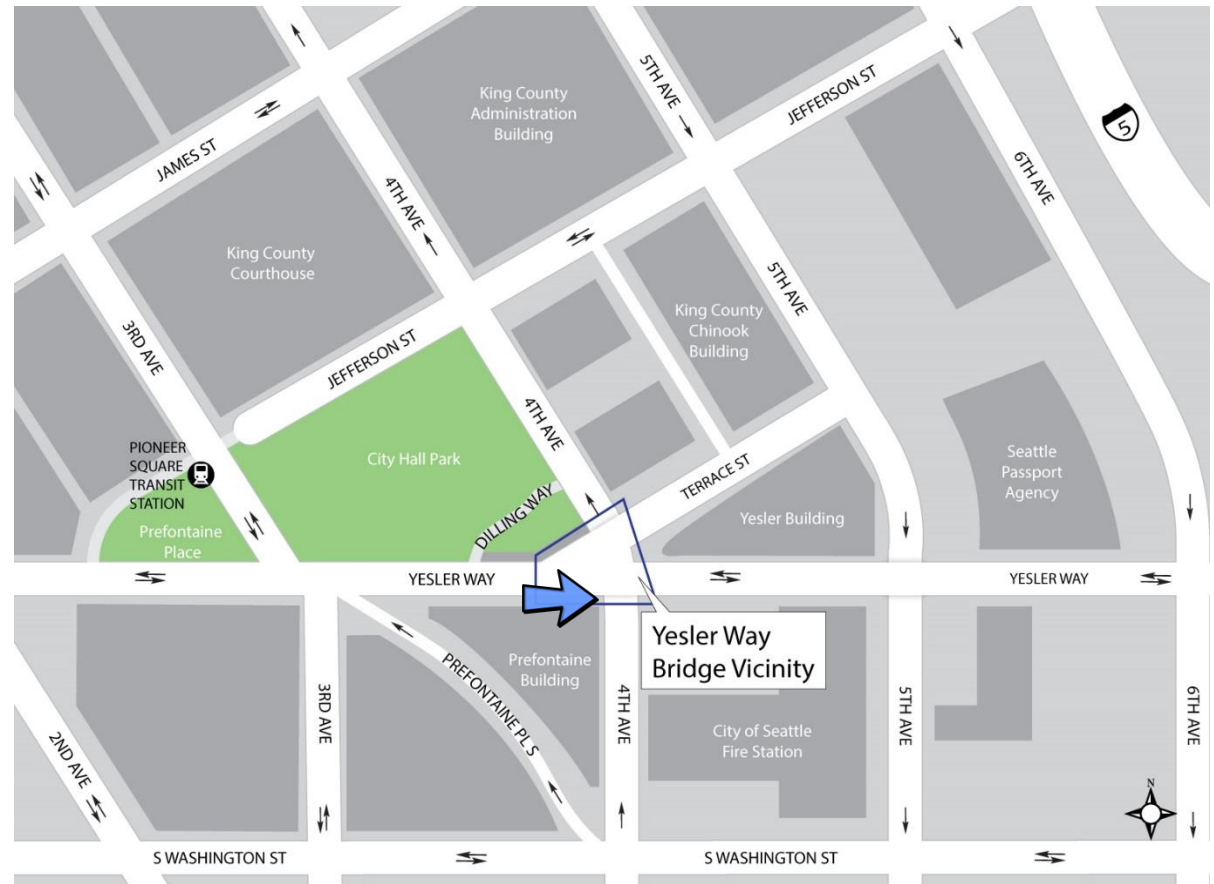 5TH AVE
JEFFERSON ST
King County
Administration
Building
5
JAMES ST
4TH AVE
6TH AVE
King County
Courthouse
5TH AVE
3RD AVE
King County
Chinook
Building
JEFFERSON ST
4TH AVE
PIONEER
SQUARE
TRANSIT
STATION
City Hall Park
TERRACE ST
Seattle
Passport
Agency
DILLING WAY
Yesler Building
Prefontaine
Place
YESLER WAY
YESLER WAY
Yesler Way
Bridge Vicinity
Prefontaine
Building
PREFONTAINE PL S
3RD AVE
4TH AVE
5TH AVE
6TH AVE
City of Seattle
Fire Station
2ND AVE
N
S WASHINGTON ST
S WASHINGTON ST